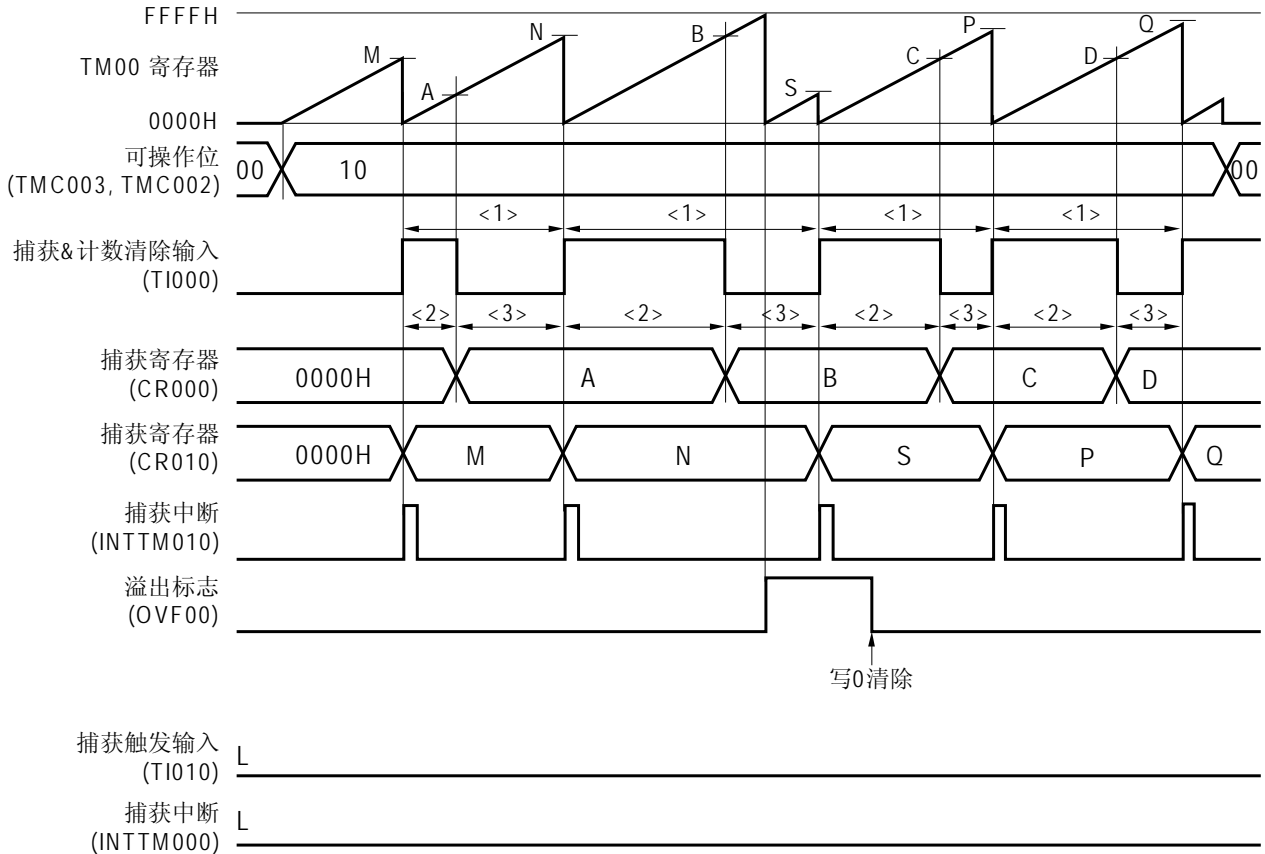 FFFFH
TM00 寄存器
0000H
M A N B S C P D Q
可操作位
(TMC003, TMC002)
00 10 00
<1> <1> <1> <1>
捕获&计数清除输入
(TI000)
<2> <3> <2> <3> <2> <3> <2> <3>
捕获寄存器
(CR000)
0000H A B C D
捕获寄存器
(CR010)
0000H M N S P Q
捕获中断
(INTTM010)
溢出标志
(OVF00)
写0清除
捕获触发输入
(TI010)
L
捕获中断
(INTTM000)
L